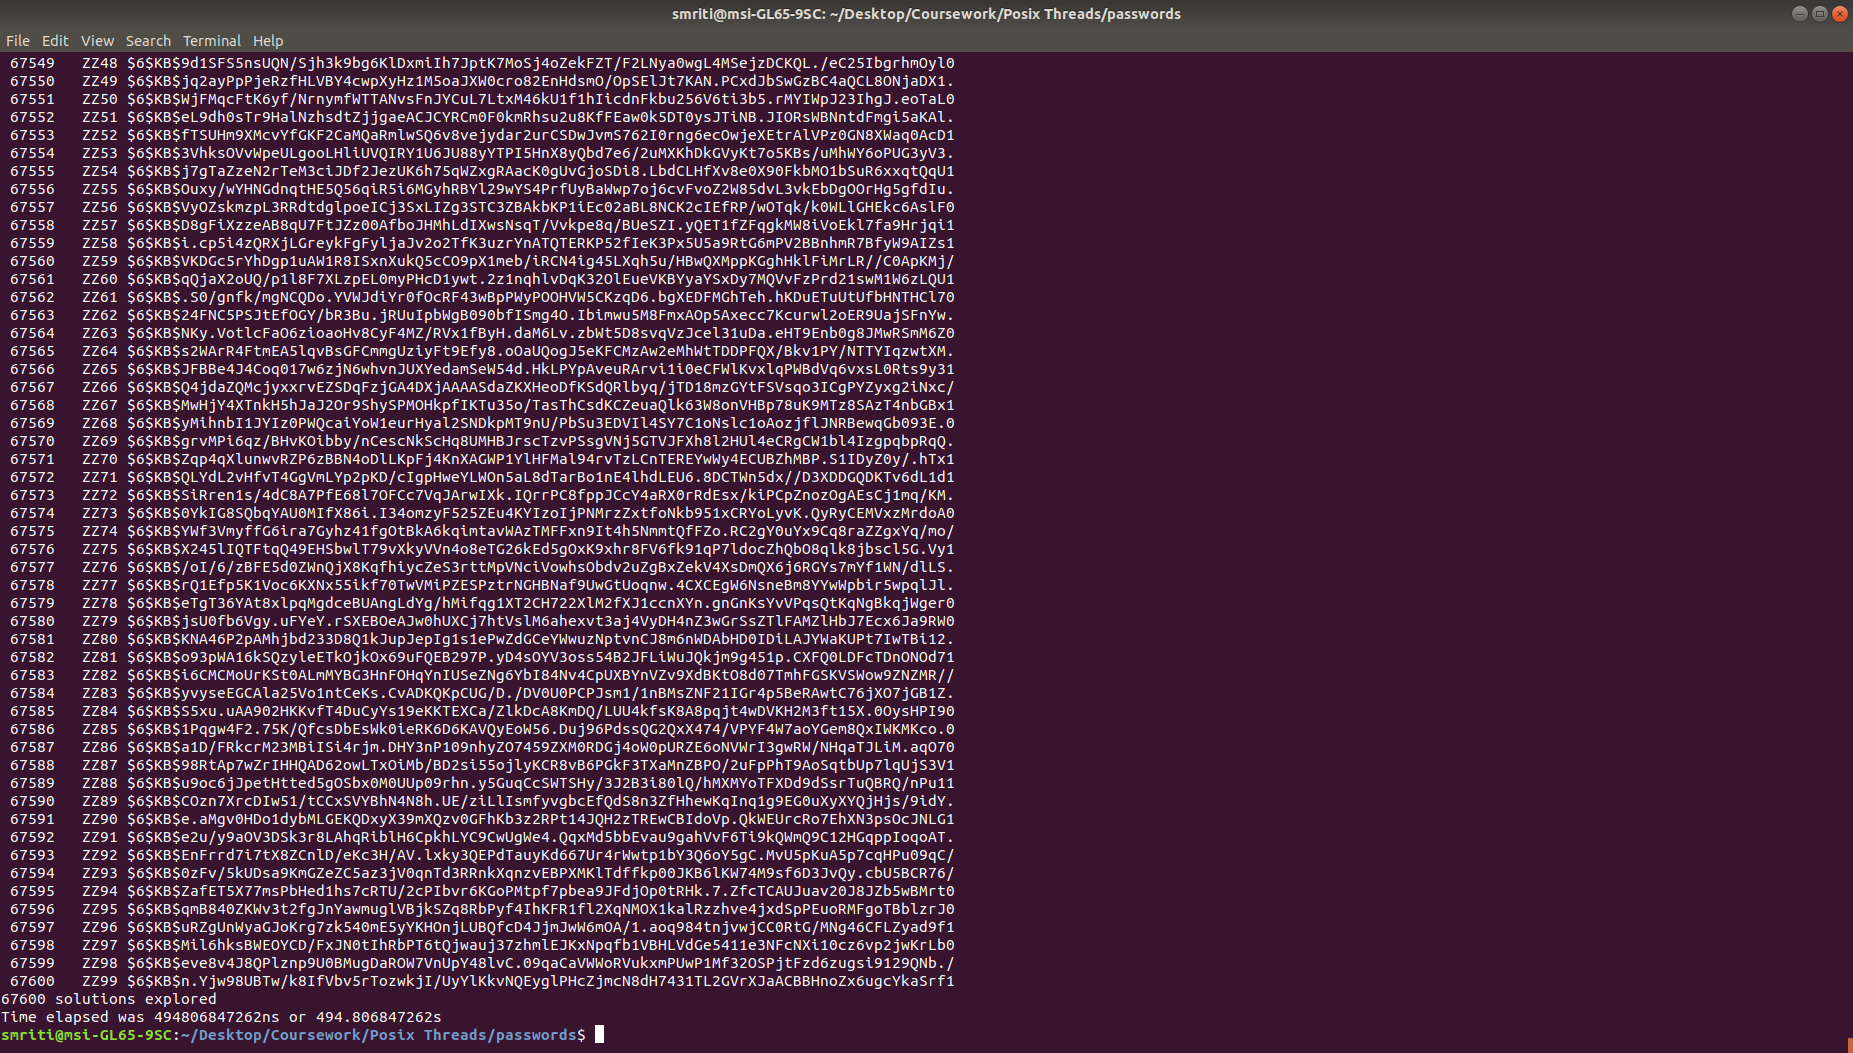 smriti@msi-GL65-9SC: ~/Desktop/Coursework/Posix Threads/passwords
File Edit View Search Terminal Help
67549 ZZ48 $6$KB$9d1SFS5nsUQN/Sjh3k9bg6KlDxmiIh7JptK7MoSj4oZekFZT/F2LNya0wgL4MSejzDCKQL./eC25IbgrhmOyl0
67550 ZZ49 $6$KB$jq2ayPpPjeRzfHLVBY4cwpXyHz1M5oaJXW0cro82EnHdsmO/OpSElJt7KAN.PCxdJbSwGzBC4aQCL8ONjaDX1.
67551 ZZ50 $6$KB$WjFMqcFtK6yf/NrnymfWTTANvsFnJYCuL7LtxM46kU1f1hIicdnFkbu256V6ti3b5.rMYIWpJ23IhgJ.eoTaL0
67552 ZZ51 $6$KB$eL9dh0sTr9HalNzhsdtZjjgaeACJCYRCm0F0kmRhsu2u8KfFEaw0k5DT0ysJTiNB.JIORsWBNntdFmgi5aKAl.
67553 ZZ52 $6$KB$fTSUHm9XMcvYfGKF2CaMQaRmlwSQ6v8vejydar2urCSDwJvmS762I0rng6ecOwjeXEtrAlVPz0GN8XWaq0AcD1
67554 ZZ53 $6$KB$3VhksOVvWpeULgooLHliUVQIRY1U6JU88yYTPI5HnX8yQbd7e6/2uMXKhDkGVyKt7o5KBs/uMhWY6oPUG3yV3.
67555 ZZ54 $6$KB$j7gTaZzeN2rTeM3ciJDf2JezUK6h75qWZxgRAacK0gUvGjoSDi8.LbdCLHfXv8e0X90FkbMO1bSuR6xxqtQqU1
67556 ZZ55 $6$KB$Ouxy/wYHNGdnqtHE5Q56qiR5i6MGyhRBYl29wYS4PrfUyBaWwp7oj6cvFvoZ2W85dvL3vkEbDgOOrHg5gfdIu.
67557 ZZ56 $6$KB$VyOZskmzpL3RRdtdglpoeICj3SxLIZg3STC3ZBAkbKP1iEc02aBL8NCK2cIEfRP/wOTqk/k0WLlGHEkc6AslF0
67558 ZZ57 $6$KB$D8gFiXzzeAB8qU7FtJZz00AfboJHMhLdIXwsNsqT/Vvkpe8q/BUeSZI.yQET1fZFqgkMW8iVoEkl7fa9Hrjqi1
67559 ZZ58 $6$KB$i.cp5i4zQRXjLGreykFgFyljaJv2o2TfK3uzrYnATQTERKP52fIeK3Px5U5a9RtG6mPV2BBnhmR7BfyW9AIZs1
67560 ZZ59 $6$KB$VKDGc5rYhDgp1uAW1R8ISxnXukQ5cCO9pX1meb/iRCN4ig45LXqh5u/HBwQXMppKGghHklFiMrLR//C0ApKMj/
67561 ZZ60 $6$KB$qQjaX2oUQ/p1l8F7XLzpEL0myPHcD1ywt.2z1nqhlvDqK32OlEueVKBYyaYSxDy7MQVvFzPrd21swM1W6zLQU1
67562 ZZ61 $6$KB$.S0/gnfk/mgNCQDo.YVWJdiYr0fOcRF43wBpPWyPOOHVW5CKzqD6.bgXEDFMGhTeh.hKDuETuUtUfbHNTHCl70
67563 ZZ62 $6$KB$24FNC5PSJtEfOGY/bR3Bu.jRUuIpbWgB090bfISmg4O.Ibimwu5M8FmxAOp5Axecc7Kcurwl2oER9UajSFnYw.
67564 ZZ63 $6$KB$NKy.VotlcFaO6zioaoHv8CyF4MZ/RVx1fByH.daM6Lv.zbWt5D8svqVzJcel31uDa.eHT9Enb0g8JMwRSmM6Z0
67565 ZZ64 $6$KB$s2WArR4FtmEA5lqvBsGFCmmgUziyFt9Efy8.oOaUQogJ5eKFCMzAw2eMhWtTDDPFQX/Bkv1PY/NTTYIqzwtXM.
67566 ZZ65 $6$KB$JFBBe4J4Coq017w6zjN6whvnJUXYedamSeW54d.HkLPYpAveuRArvi1i0eCFWlKvxlqPWBdVq6vxsL0Rts9y31
67567 ZZ66 $6$KB$Q4jdaZQMcjyxxrvEZSDqFzjGA4DXjAAAASdaZKXHeoDfKSdQRlbyq/jTD18mzGYtFSVsqo3ICgPYZyxg2iNxc/
67568 ZZ67 $6$KB$MwHjY4XTnkH5hJaJ2Or9ShySPMOHkpfIKTu35o/TasThCsdKCZeuaQlk63W8onVHBp78uK9MTz8SAzT4nbGBx1
67569 ZZ68 $6$KB$yMihnbI1JYIz0PWQcaiYoW1eurHyal2SNDkpMT9nU/PbSu3EDVIl4SY7C1oNslc1oAozjflJNRBewqGb093E.0
67570 ZZ69 $6$KB$grvMPi6qz/BHvKOibby/nCescNkScHq8UMHBJrscTzvPSsgVNj5GTVJFXh8l2HUl4eCRgCW1bl4IzgpqbpRqQ.
67571 ZZ70 $6$KB$Zqp4qXlunwvRZP6zBBN4oDlLKpFj4KnXAGWP1YlHFMal94rvTzLCnTEREYwWy4ECUBZhMBP.S1IDyZ0y/.hTx1
67572 ZZ71 $6$KB$QLYdL2vHfvT4GgVmLYp2pKD/cIgpHweYLWOn5aL8dTarBo1nE4lhdLEU6.8DCTWn5dx//D3XDDGQDKTv6dL1d1
67573 ZZ72 $6$KB$SiRren1s/4dC8A7PfE68l7OFCc7VqJArwIXk.IQrrPC8fppJCcY4aRX0rRdEsx/kiPCpZnozOgAEsCj1mq/KM.
67574 ZZ73 $6$KB$0YkIG8SQbqYAU0MIfX86i.I34omzyF525ZEu4KYIzoIjPNMrzZxtfoNkb951xCRYoLyvK.QyRyCEMVxzMrdoA0
67575 ZZ74 $6$KB$YWf3VmyffG6ira7Gyhz41fgOtBkA6kqimtavWAzTMFFxn9It4h5NmmtQfFZo.RC2gY0uYx9Cq8raZZgxYq/mo/
67576 ZZ75 $6$KB$X245lIQTFtqQ49EHSbwlT79vXkyVVn4o8eTG26kEd5gOxK9xhr8FV6fk91qP7ldocZhQbO8qlk8jbscl5G.Vy1
67577 ZZ76 $6$KB$/oI/6/zBFE5d0ZWnQjX8KqfhiycZeS3rttMpVNciVowhsObdv2uZgBxZekV4XsDmQX6j6RGYs7mYf1WN/dlLS.
67578 ZZ77 $6$KB$rQ1Efp5K1Voc6KXNx55ikf70TwVMiPZESPztrNGHBNaf9UwGtUoqnw.4CXCEgW6NsneBm8YYwWpbir5wpqlJl.
67579 ZZ78 $6$KB$eTgT36YAt8xlpqMgdceBUAngLdYg/hMifqg1XT2CH722XlM2fXJ1ccnXYn.gnGnKsYvVPqsQtKqNgBkqjWger0
67580 ZZ79 $6$KB$jsU0fb6Vgy.uFYeY.rSXEBOeAJw0hUXCj7htVslM6ahexvt3aj4VyDH4nZ3wGrSsZTlFAMZlHbJ7Ecx6Ja9RW0
67581 ZZ80 $6$KB$KNA46P2pAMhjbd233D8Q1kJupJepIg1s1ePwZdGCeYWwuzNptvnCJ8m6nWDAbHD0IDiLAJYWaKUPt7IwTBi12.
67582 ZZ81 $6$KB$o93pWA16kSQzyleETkOjkOx69uFQEB297P.yD4sOYV3oss54B2JFLiWuJQkjm9g451p.CXFQ0LDFcTDnONOd71
67583 ZZ82 $6$KB$i6CMCMoUrKSt0ALmMYBG3HnFOHqYnIUSeZNg6YbI84Nv4CpUXBYnVZv9XdBKtO8d07TmhFGSKVSWow9ZNZMR//
67584 ZZ83 $6$KB$yvyseEGCAla25Vo1ntCeKs.CvADKQKpCUG/D./DV0U0PCPJsm1/1nBMsZNF21IGr4p5BeRAwtC76jXO7jGB1Z.
67585 ZZ84 $6$KB$S5xu.uAA902HKKvfT4DuCyYs19eKKTEXCa/ZlkDcA8KmDQ/LUU4kfsK8A8pqjt4wDVKH2M3ft15X.0OysHPI90
67586 ZZ85 $6$KB$1Pqgw4F2.75K/QfcsDbEsWk0ieRK6D6KAVQyEoW56.Duj96PdssQG2QxX474/VPYF4W7aoYGem8QxIWKMKco.0
67587 ZZ86 $6$KB$a1D/FRkcrM23MBiISi4rjm.DHY3nP109nhyZO7459ZXM0RDGj4oW0pURZE6oNVWrI3gwRW/NHqaTJLiM.aqO70
67588 ZZ87 $6$KB$98RtAp7wZrIHHQAD62owLTxOiMb/BD2si55ojlyKCR8vB6PGkF3TXaMnZBPO/2uFpPhT9AoSqtbUp7lqUjS3V1
67589 ZZ88 $6$KB$u9oc6jJpetHtted5gOSbx0M0UUp09rhn.y5GuqCcSWTSHy/3J2B3i80lQ/hMXMYoTFXDd9dSsrTuQBRQ/nPu11
67590 ZZ89 $6$KB$COzn7XrcDIw51/tCCxSVYBhN4N8h.UE/ziLlIsmfyvgbcEfQdS8n3ZfHhewKqInq1g9EG0uXyXYQjHjs/9idY.
67591 ZZ90 $6$KB$e.aMgv0HDo1dybMLGEKQDxyX39mXQzv0GFhKb3z2RPt14JQH2zTREwCBIdoVp.QkWEUrcRo7EhXN3psOcJNLG1
67592 ZZ91 $6$KB$e2u/y9aOV3DSk3r8LAhqRiblH6CpkhLYC9CwUgWe4.QqxMd5bbEvau9gahVvF6Ti9kQWmQ9C12HGqppIoqoAT.
67593 ZZ92 $6$KB$EnFrrd7i7tX8ZCnlD/eKc3H/AV.lxky3QEPdTauyKd667Ur4rWwtp1bY3Q6oY5gC.MvU5pKuA5p7cqHPu09qC/
67594 ZZ93 $6$KB$0zFv/5kUDsa9KmGZeZC5az3jV0qnTd3RRnkXqnzvEBPXMKlTdffkp00JKB6lKW74M9sf6D3JvQy.cbU5BCR76/
67595 ZZ94 $6$KB$ZafET5X77msPbHed1hs7cRTU/2cPIbvr6KGoPMtpf7pbea9JFdjOp0tRHk.7.ZfcTCAUJuav20J8JZb5wBMrt0
67596 ZZ95 $6$KB$qmB840ZKWv3t2fgJnYawmuglVBjkSZq8RbPyf4IhKFR1fl2XqNMOX1kalRzzhve4jxdSpPEuoRMFgoTBblzrJ0
67597 ZZ96 $6$KB$uRZgUnWyaGJoKrg7zk540mE5yYKHOnjLUBQfcD4JjmJwW6mOA/1.aoq984tnjvwjCC0RtG/MNg46CFLZyad9f1
67598 ZZ97 $6$KB$Mil6hksBWEOYCD/FxJN0tIhRbPT6tQjwauj37zhmlEJKxNpqfb1VBHLVdGe5411e3NFcNXi10cz6vp2jwKrLb0
67599 ZZ98 $6$KB$eve8v4J8QPlznp9U0BMugDaROW7VnUpY48lvC.09qaCaVWWoRVukxmPUwP1Mf32OSPjtFzd6zugsi9129QNb./
67600 ZZ99 $6$KB$n.Yjw98UBTw/k8IfVbv5rTozwkjI/UyYlKkvNQEyglPHcZjmcN8dH7431TL2GVrXJaACBBHnoZx6ugcYkaSrf1
67600 solutions explored
Time elapsed was 494806847262ns or 494.806847262s
smriti@msi-GL65-9SC:~/Desktop/Coursework/Posix Threads/passwords$